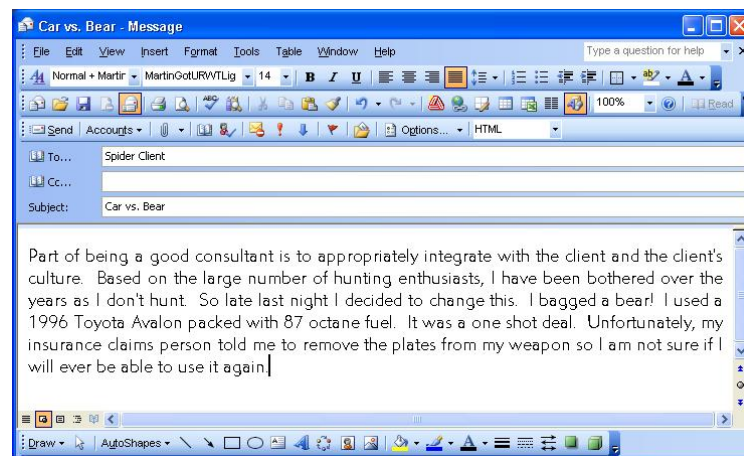 Car vs. Bear - Message
File Edit View Insert Format Tools Table Window Help Type a question for help
Normal + Martir MartinGotURWTLig 14 B I U
100% Read
Send Accounts Options... HTML
To... Spider Client
Cc...
Subject: Car vs. Bear
Part of being a good consultant is to appropriately integrate with the client and the client's
culture. Based on the large number of hunting enthusiasts, I have been bothered over the
years as I don't hunt. So late last night I decided to change this. I bagged a bear! I used a
1996 Toyota Avalon packed with 87 octane fuel. It was a one shot deal. Unfortunately, my
insurance claims person told me to remove the plates from my weapon so I am not sure if I
will ever be able to use it again.
Draw AutoShapes